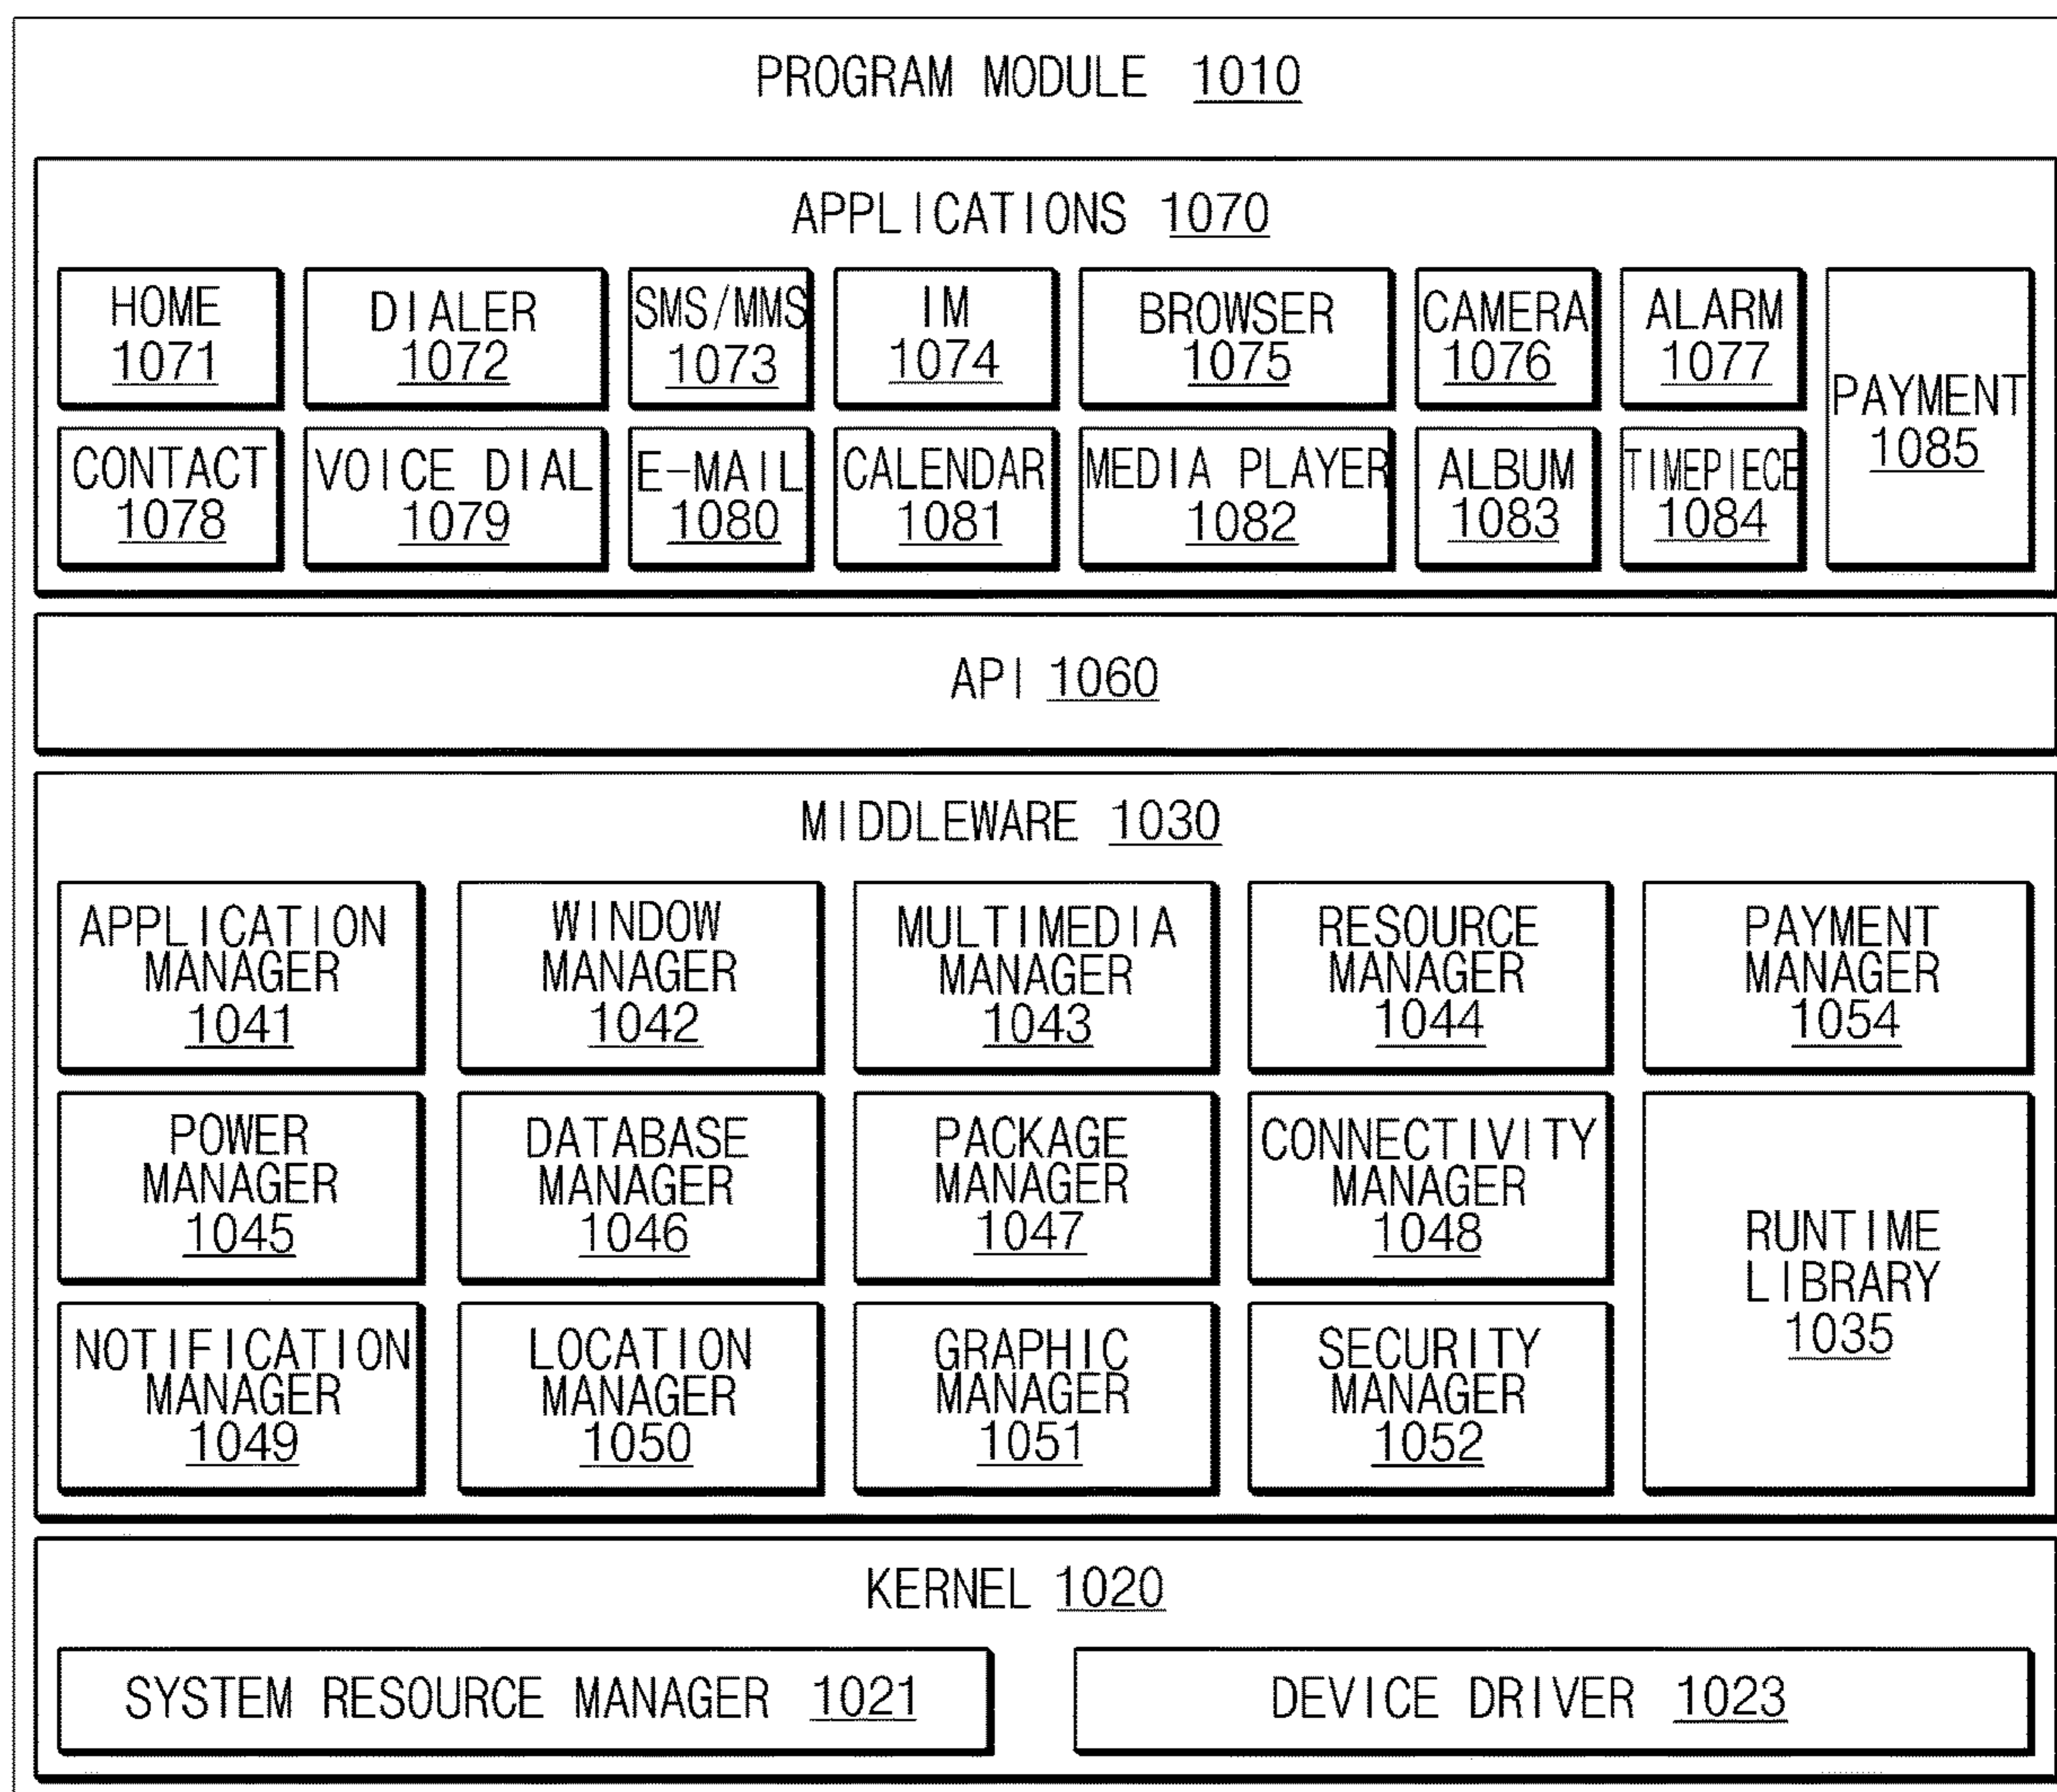 PROGRAM MODULE 1010
APPLICATIONS 1070
HOME
1071
DIALER
1072
SMS/MMS
1073
IM
1074
BROWSER
1075
CAMERA
1076
ALARM
1077
PAYMENT
1085
CONTACT
1078
VOICE DIAL
1079
E-MAIL
1080
CALENDAR
1081
MEDIA PLAYER
1082
ALBUM
1083
TIMEPIECE
1084
API 1060
MIDDLEWARE 1030
APPLICATION
MANAGER
1041
WINDOW
MANAGER
1042
MULTIMEDIA
MANAGER
1043
RESOURCE
MANAGER
1044
PAYMENT
MANAGER
1054
POWER
MANAGER
1045
DATABASE
MANAGER
1046
PACKAGE
MANAGER
1047
CONNECTIVITY
MANAGER
1048
RUNTIME
LIBRARY
1035
NOTIFICATION
MANAGER
1049
LOCATION
MANAGER
1050
GRAPHIC
MANAGER
1051
SECURITY
MANAGER
1052
KERNEL 1020
SYSTEM RESOURCE MANAGER 1021
DEVICE DRIVER 1023